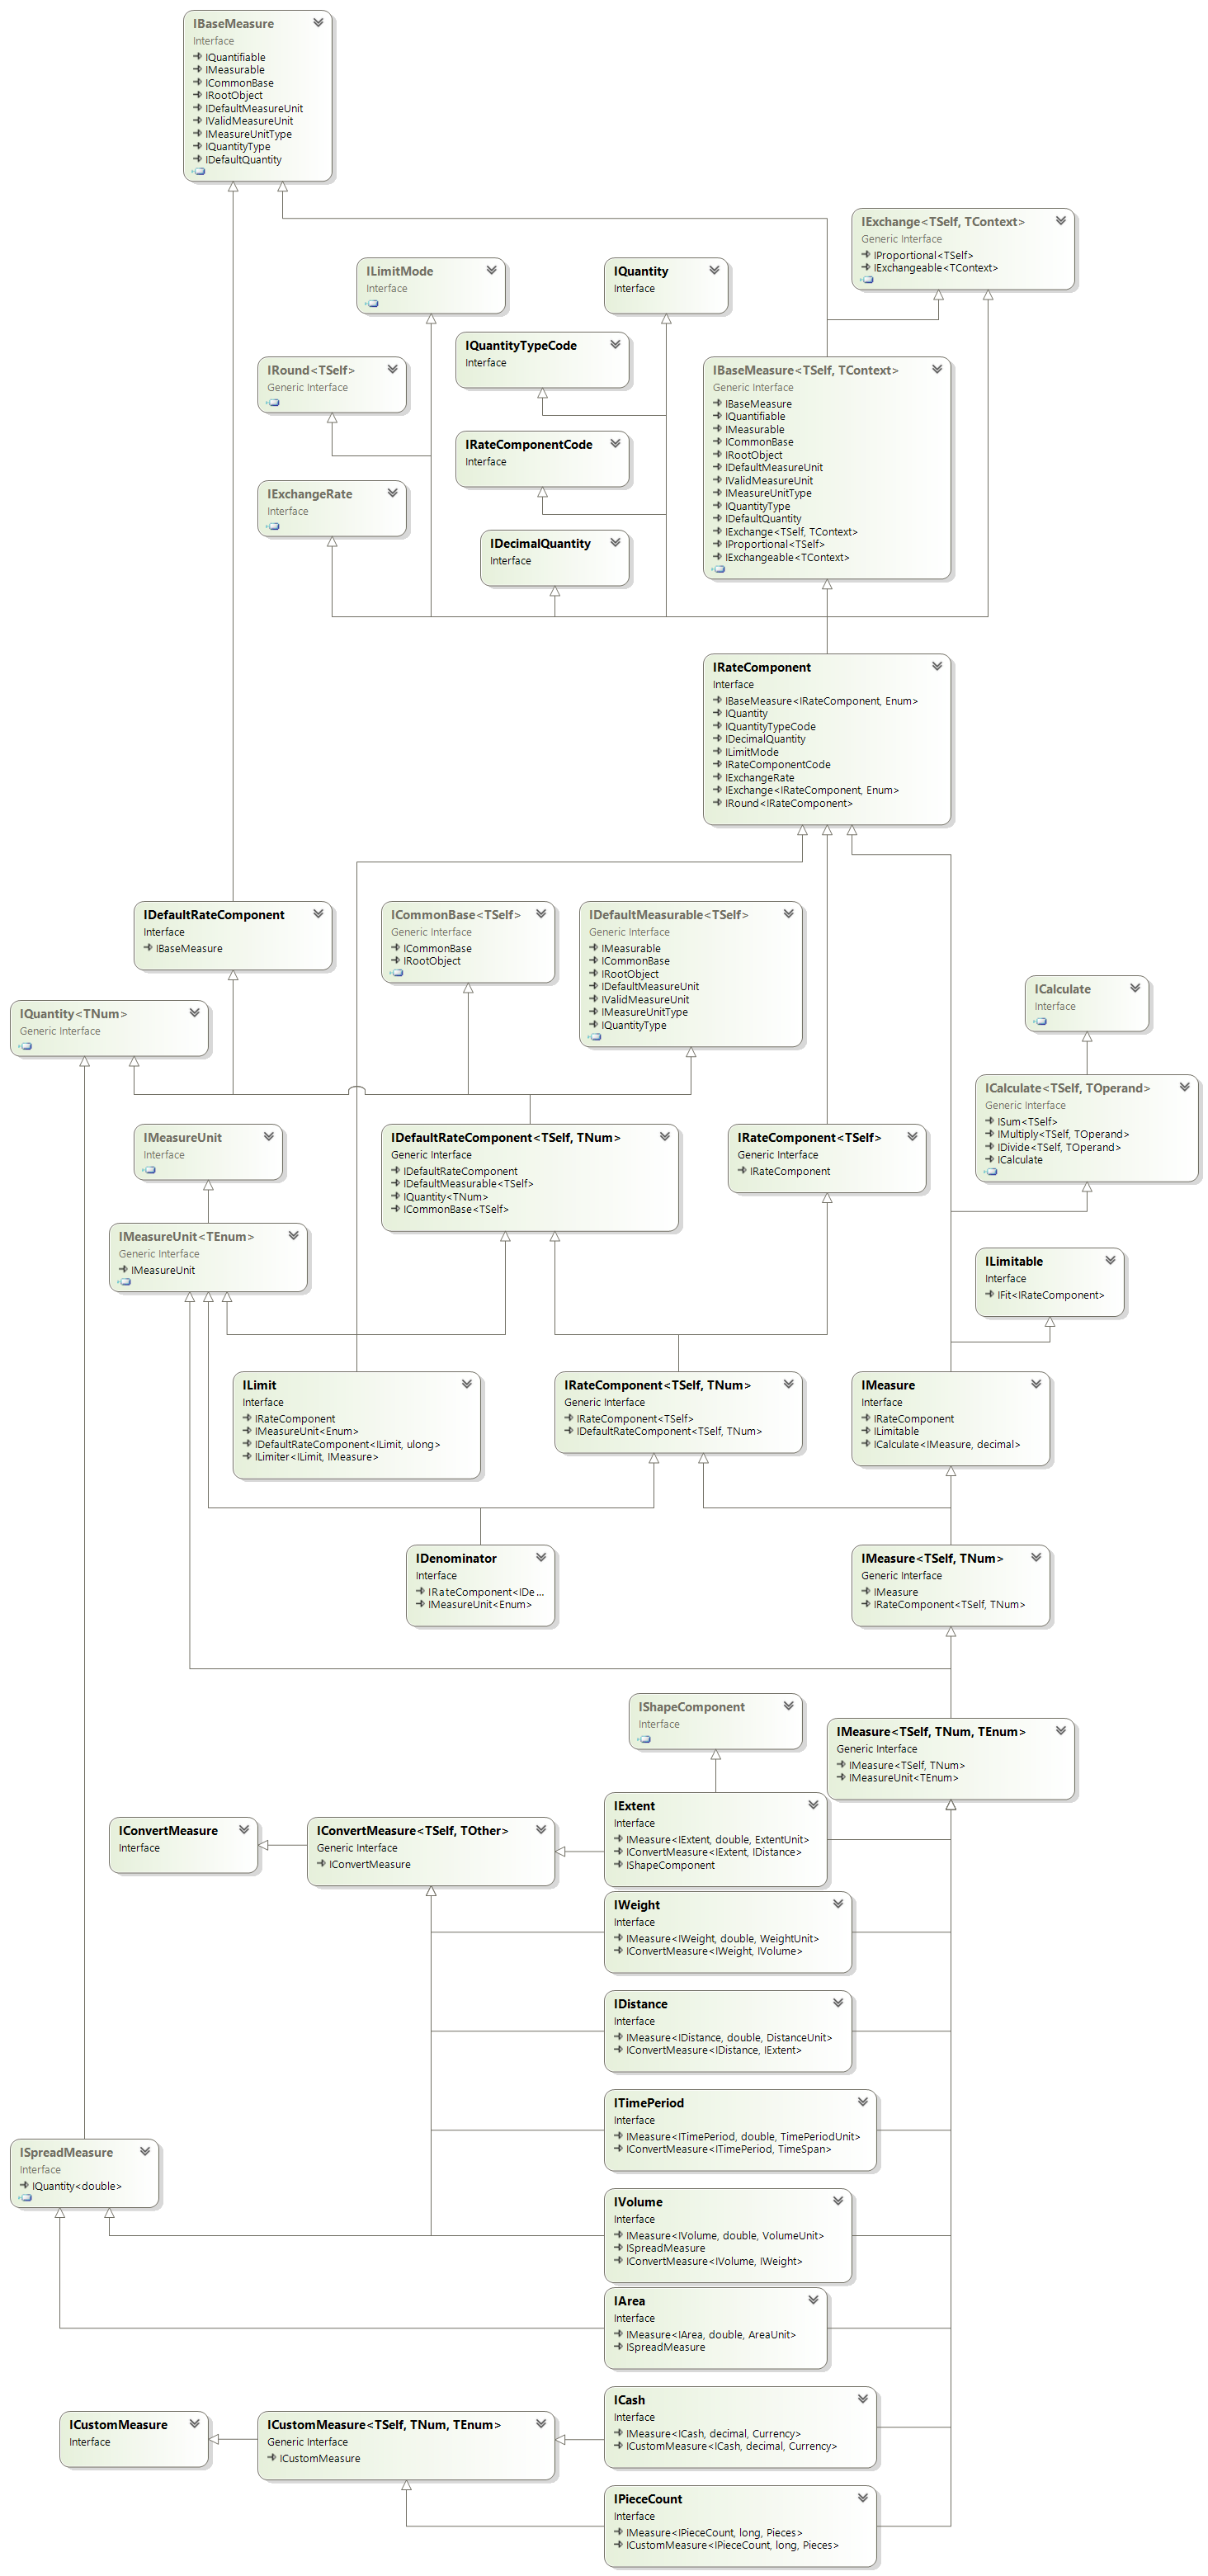 IBaseMeasure
Interface
IQuantifiable
IMeasurable
ICommonBase
IRootObject
IDefaultMeasureUnit
IValidMeasureUnit
IMeasureUnitType
IQuantityType
IDefaultQuantity
IExchange<TSelf, TContext>
Generic Interface
IProportional<TSelf>
IExchangeable<TContext>
ILimitMode
Interface
IQuantity
Interface
IQuantityTypeCode
Interface
IRound<TSelf>
Generic Interface
IBaseMeasure<TSelf, TContext>
Generic Interface
IBaseMeasure
IQuantifiable
IMeasurable
ICommonBase
IRootObject
IDefaultMeasureUnit
IValidMeasureUnit
IMeasureUnitType
IQuantityType
IDefaultQuantity
IExchange<TSelf, TContext>
IProportional<TSelf>
IExchangeable<TContext>
IRateComponentCode
Interface
IExchangeRate
Interface
IDecimalQuantity
Interface
IRateComponent
Interface
IBaseMeasure<IRateComponent, Enum>
IQuantity
IQuantityTypeCode
IDecimalQuantity
ILimitMode
IRateComponentCode
IExchangeRate
IExchange<IRateComponent, Enum>
IRound<IRateComponent>
IDefaultRateComponent
Interface
IBaseMeasure
ICommonBase<TSelf>
Generic Interface
ICommonBase
IRootObject
IDefaultMeasurable<TSelf>
Generic Interface
IMeasurable
ICommonBase
IRootObject
IDefaultMeasureUnit
IValidMeasureUnit
IMeasureUnitType
IQuantityType
ICalculate
Interface
IQuantity<TNum>
Generic Interface
ICalculate<TSelf, TOperand>
Generic Interface
ISum<TSelf>
IMultiply<TSelf, TOperand>
IDivide<TSelf, TOperand>
ICalculate
IMeasureUnit
Interface
IDefaultRateComponent<TSelf, TNum>
Generic Interface
IDefaultRateComponent
IDefaultMeasurable<TSelf>
IQuantity<TNum>
ICommonBase<TSelf>
IRateComponent<TSelf>
Generic Interface
IRateComponent
IMeasureUnit<TEnum>
Generic Interface
IMeasureUnit
ILimitable
Interface
IFit<IRateComponent>
ILimit
Interface
IRateComponent
IMeasureUnit<Enum>
IDefaultRateComponent<ILimit, ulong>
ILimiter<ILimit, IMeasure>
IRateComponent<TSelf, TNum>
Generic Interface
IRateComponent<TSelf>
IDefaultRateComponent<TSelf, TNum>
IMeasure
Interface
IRateComponent
ILimitable
ICalculate<IMeasure, decimal>
IDenominator
Interface
IRateComponent<IDe...
IMeasureUnit<Enum>
IMeasure<TSelf, TNum>
Generic Interface
IMeasure
IRateComponent<TSelf, TNum>
IShapeComponent
Interface
IMeasure<TSelf, TNum, TEnum>
Generic Interface
IMeasure<TSelf, TNum>
IMeasureUnit<TEnum>
IConvertMeasure
Interface
IConvertMeasure<TSelf, TOther>
Generic Interface
IConvertMeasure
IExtent
Interface
IMeasure<IExtent, double, ExtentUnit>
IConvertMeasure<IExtent, IDistance>
IShapeComponent
IWeight
Interface
IMeasure<IWeight, double, WeightUnit>
IConvertMeasure<IWeight, IVolume>
IDistance
Interface
IMeasure<IDistance, double, DistanceUnit>
IConvertMeasure<IDistance, IExtent>
ITimePeriod
Interface
IMeasure<ITimePeriod, double, TimePeriodUnit>
IConvertMeasure<ITimePeriod, TimeSpan>
ISpreadMeasure
Interface
IQuantity<double>
IVolume
Interface
IMeasure<IVolume, double, VolumeUnit>
ISpreadMeasure
IConvertMeasure<IVolume, IWeight>
IArea
Interface
IMeasure<IArea, double, AreaUnit>
ISpreadMeasure
ICash
Interface
IMeasure<ICash, decimal, Currency>
ICustomMeasure<ICash, decimal, Currency>
ICustomMeasure
Interface
ICustomMeasure<TSelf, TNum, TEnum>
Generic Interface
ICustomMeasure
IPieceCount
Interface
IMeasure<IPieceCount, long, Pieces>
ICustomMeasure<IPieceCount, long, Pieces>